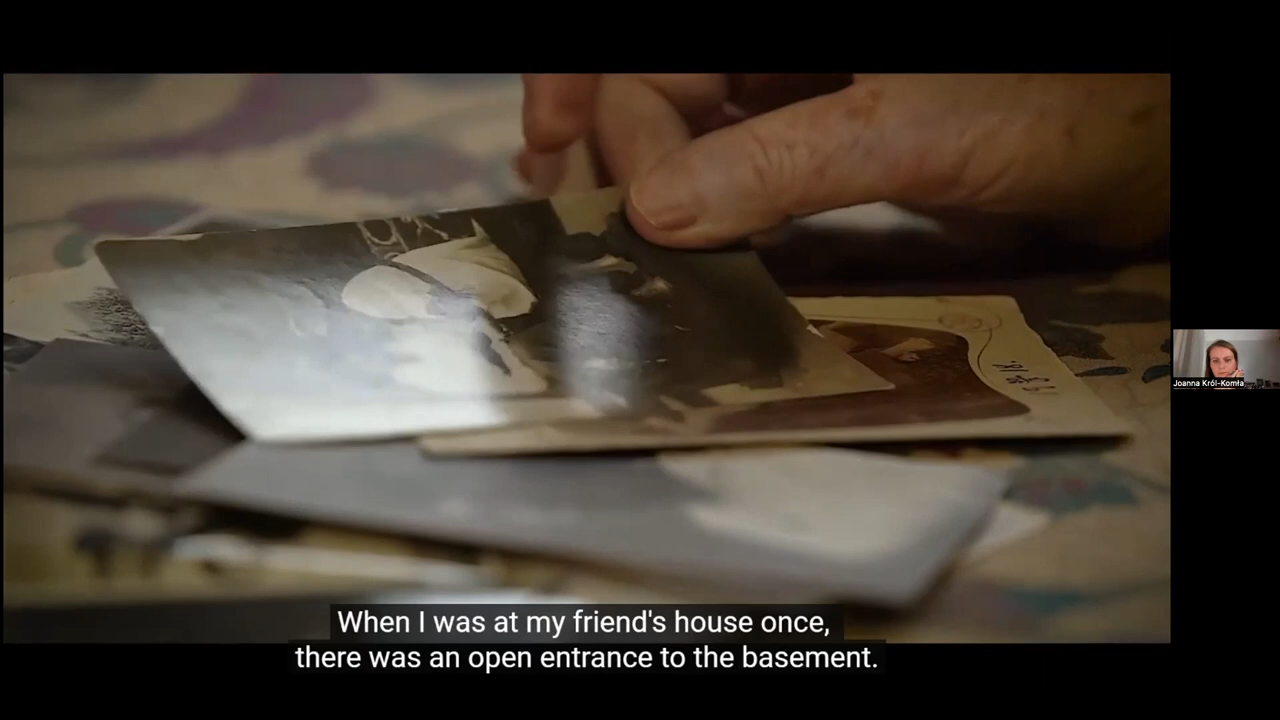 When I was at my friend's house once,
there was an open entrance to the basement.
Joanna Król-Komła